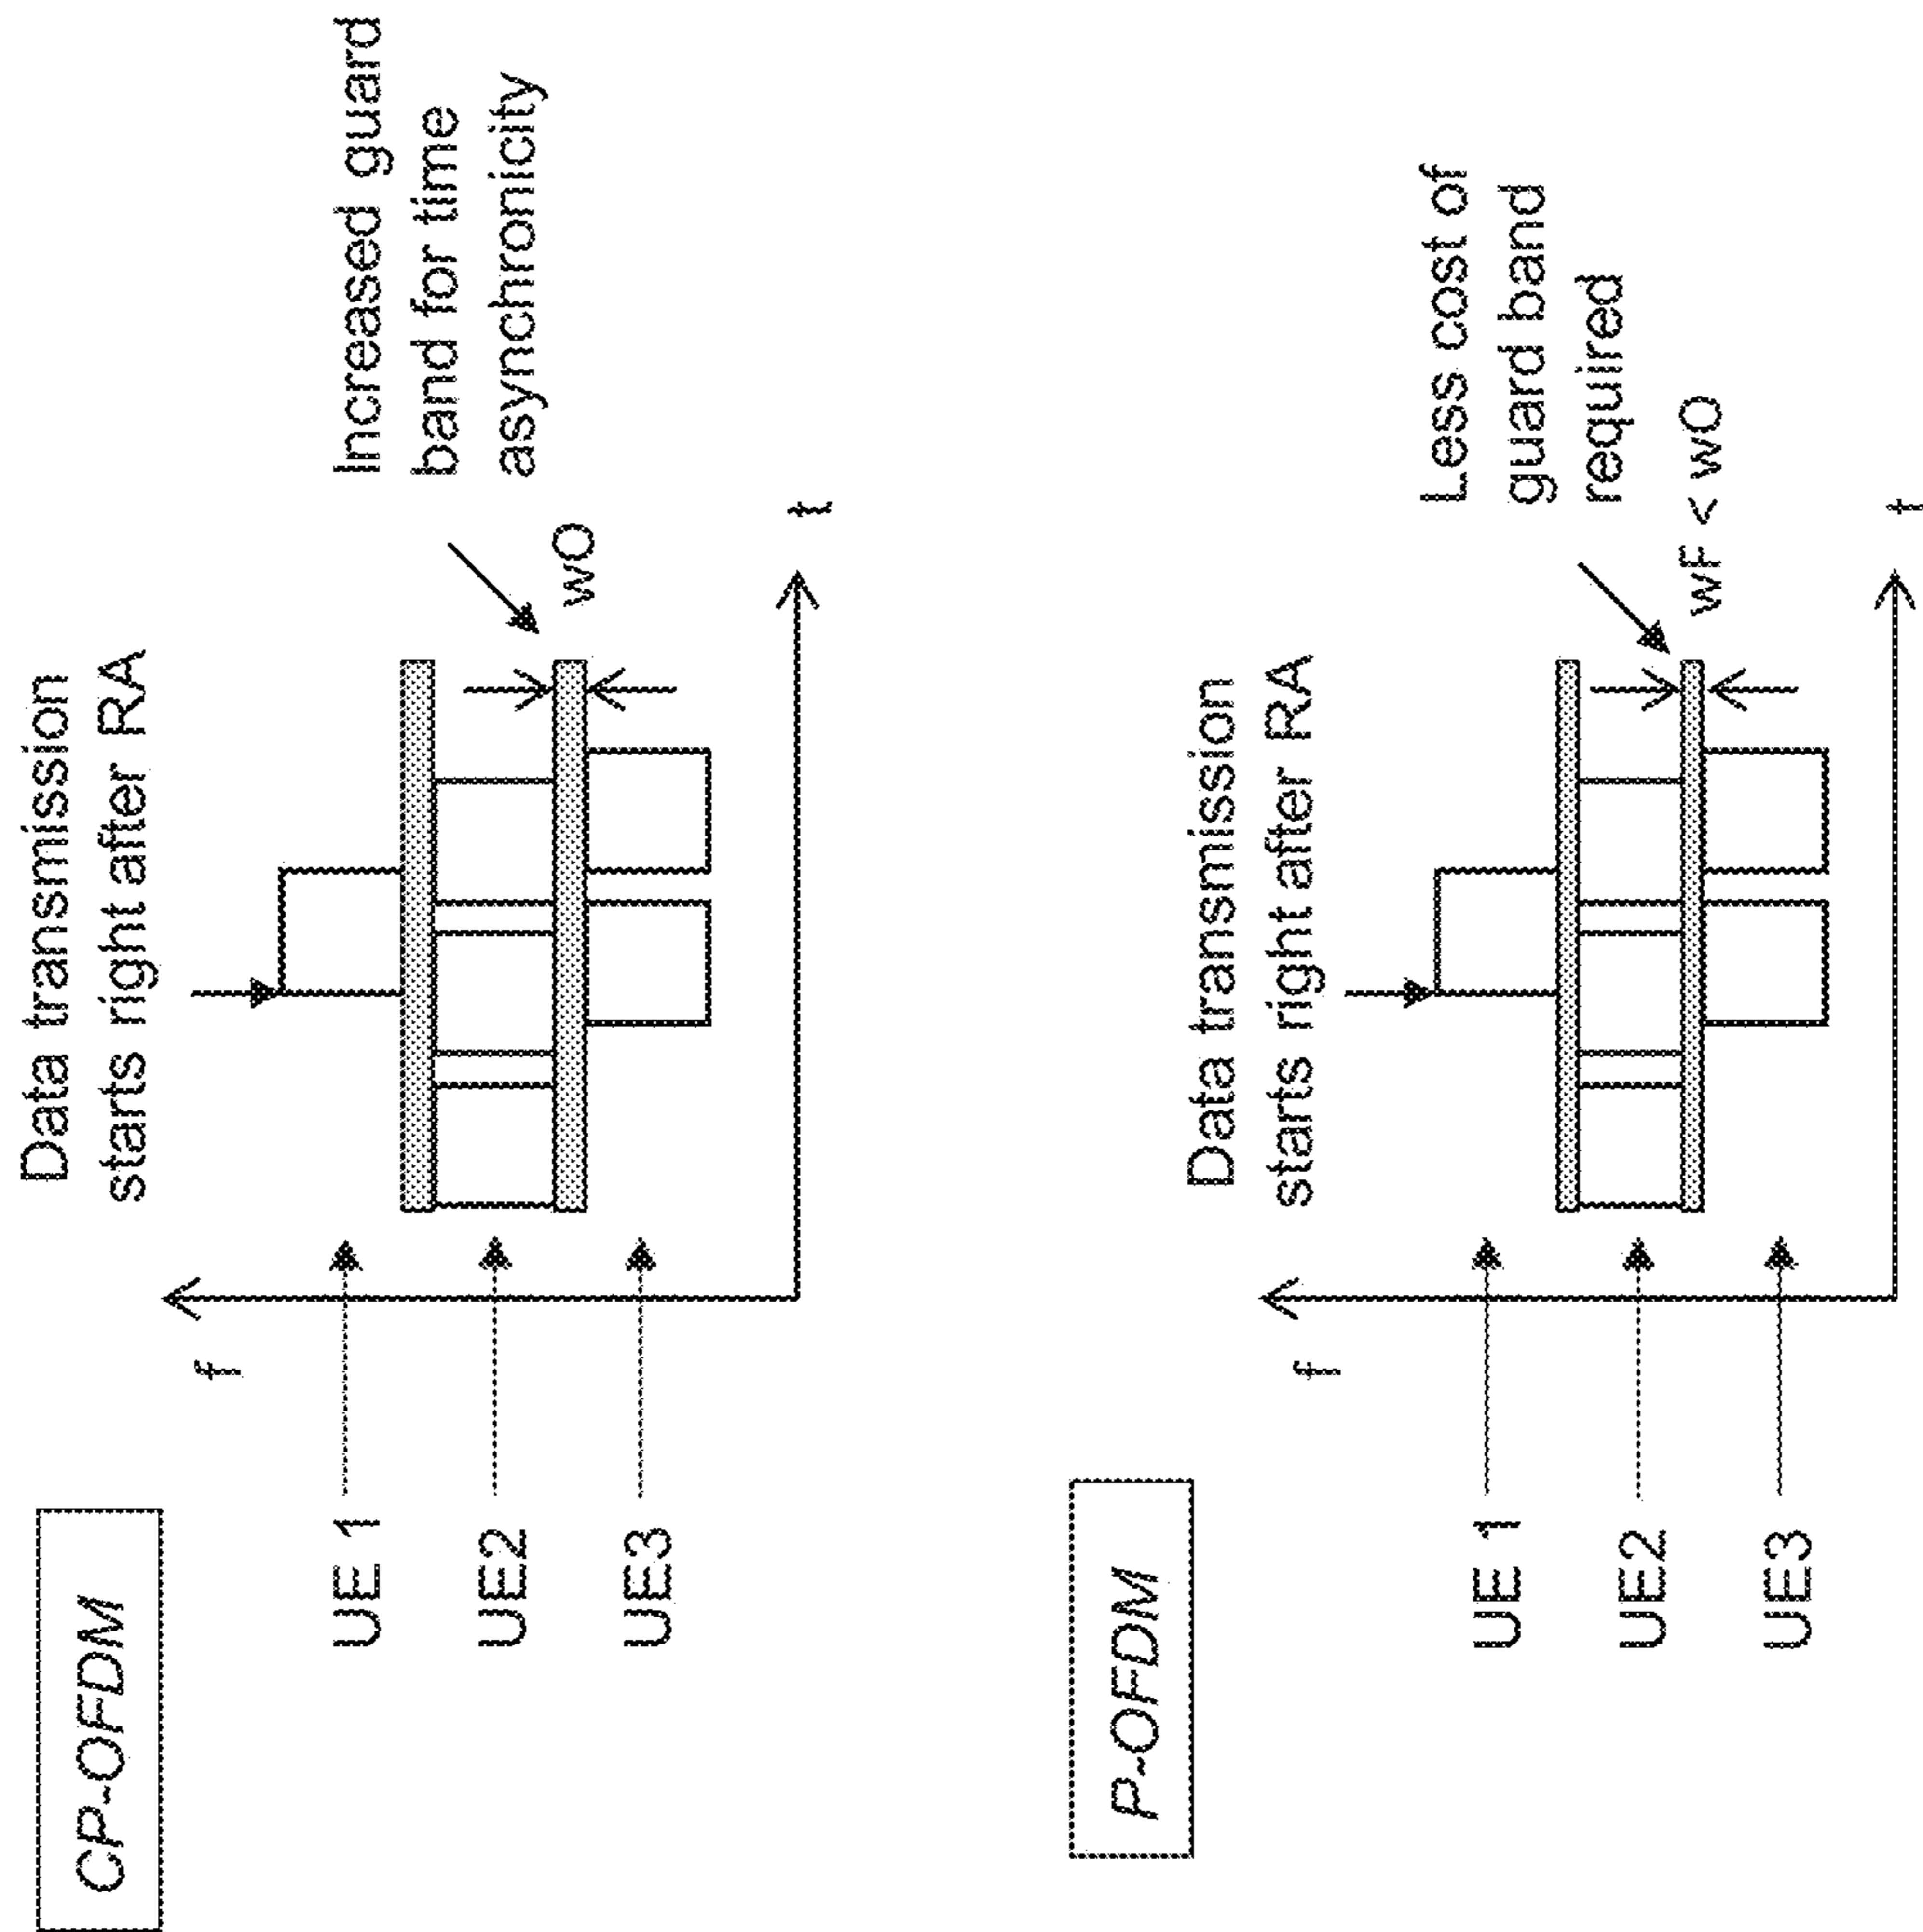 CP-OFDM
Data transmission
starts right after RA
Increased guard
band for time
asynchronicity
f
UE 1
UE2
UE3
wO
t
P-OFDM
Data transmission
starts right after RA
Less cost of
guard band
required
f
UE 1
UE2
UE3
wF < wO
t